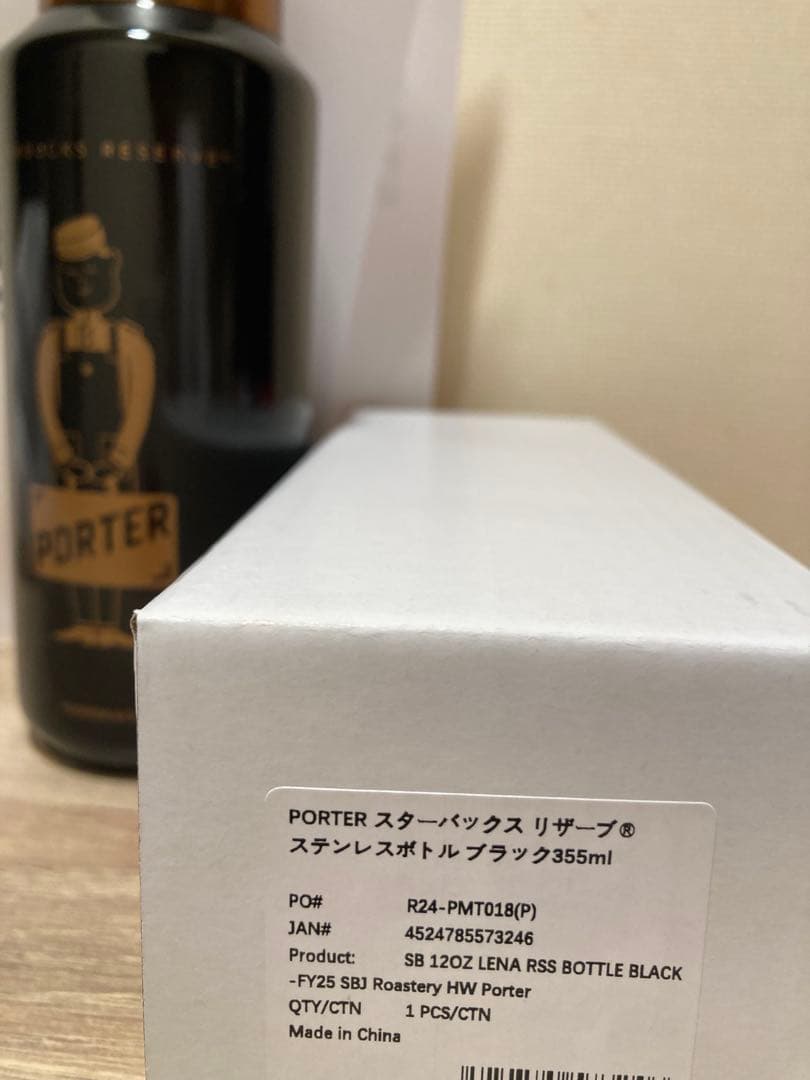 RESERVE
PORTER
PORTER スターバックス リザーブ®
ステンレスボトル ブラック355ml
PO# R24-PMT018(P)
JAN# 4524785573246
Product: SB 12OZ LENA RSS BOTTLE BLACK
-FY25 SBJ Roastery HW Porter
QTY/CTN 1 PCS/CTN
Made in China